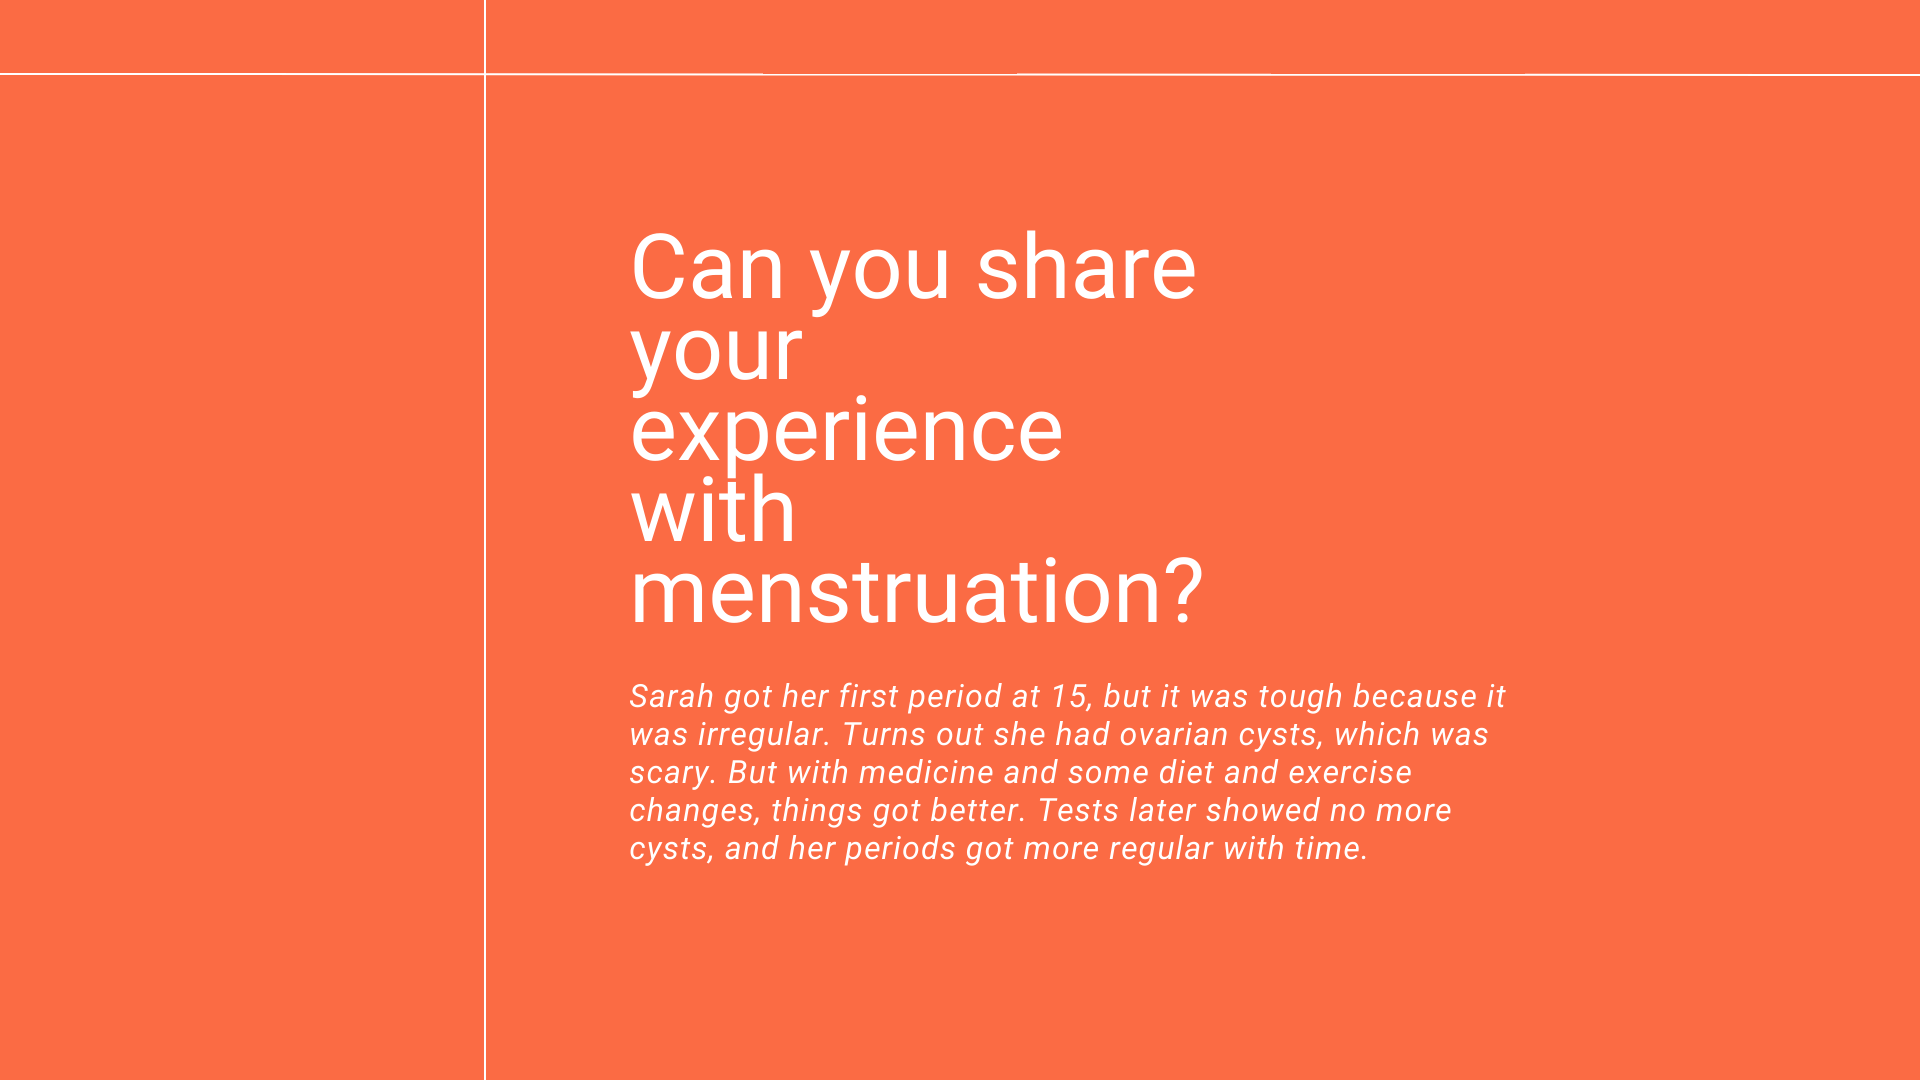 Can you share
your
experience
with
menstruation?
Sarah got her first period at 15, but it was tough because it
was irregular. Turns out she had ovarian cysts, which was
scary. But with medicine and some diet and exercise
changes, things got better. Tests later showed no more
cysts, and her periods got more regular with time.